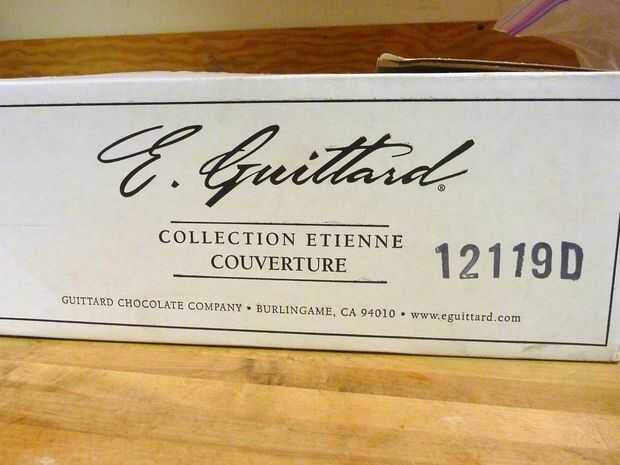 E. Guittard®
COLLECTION ETIENNE
COUVERTURE
12119D
GUITTARD CHOCOLATE COMPANY • BURLINGAME, CA 94010 • www.eguittard.com